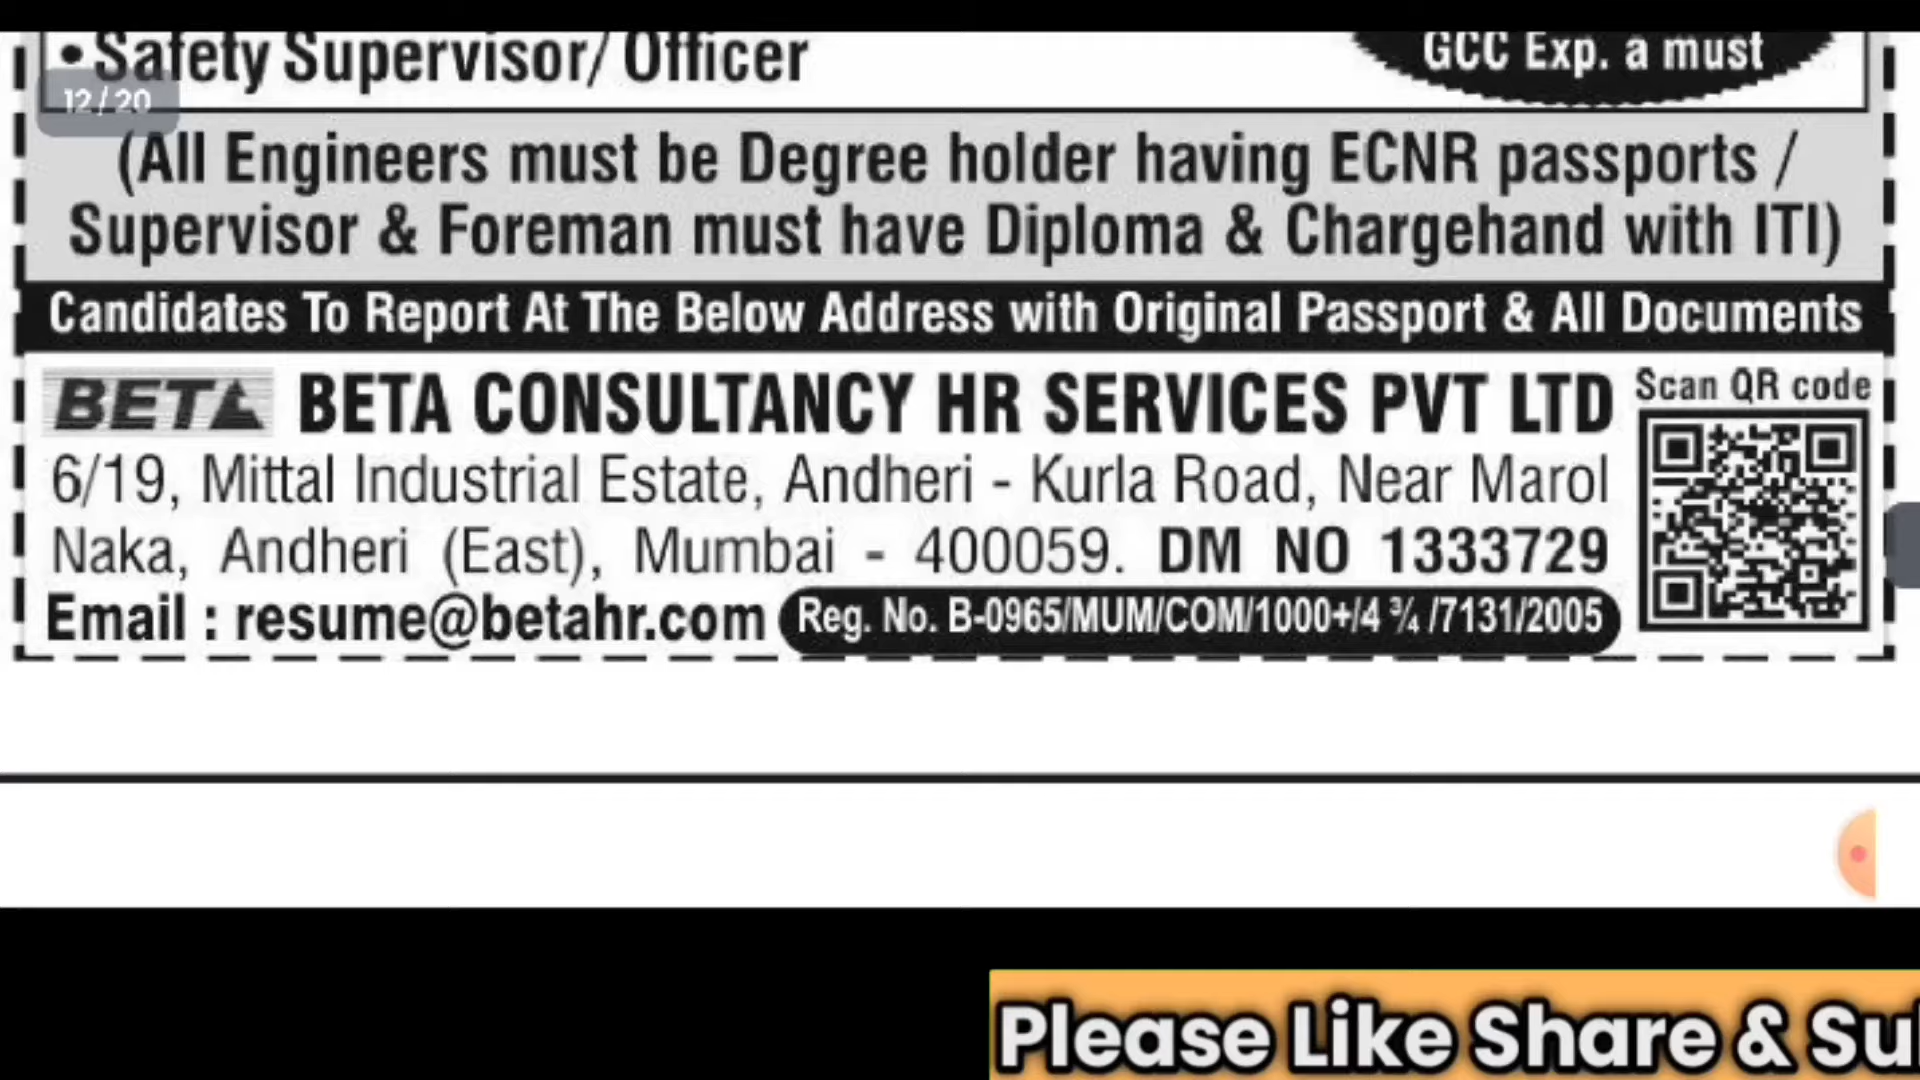 • Safety Supervisor/ Officer
GCC Exp. a must
12/20
(All Engineers must be Degree holder having ECNR passports /
Supervisor & Foreman must have Diploma & Chargehand with ITI)
Candidates To Report At The Below Address with Original Passport & All Documents
BETA
BETA CONSULTANCY HR SERVICES PVT LTD
Scan QR code
6/19, Mittal Industrial Estate, Andheri - Kurla Road, Near Marol
Naka, Andheri (East), Mumbai - 400059. DM NO 1333729
Email : resume@betahr.com
Reg. No. B-0965/MUM/COM/1000+/4 ¾ /7131/2005
Please Like Share & Su